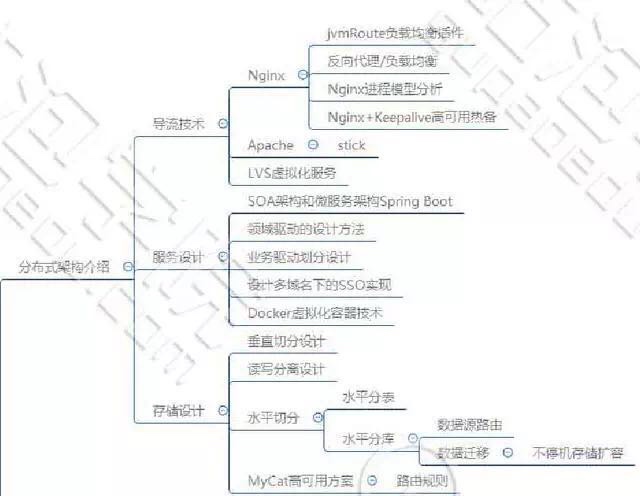 分布式架构介绍
导流技术
Nginx
jvmRoute负载均衡插件
反向代理/负载均衡
Nginx进程模型分析
Nginx+Keepalive高可用热备
Apache
stick
LVS虚拟化服务
服务设计
SOA架构和微服务架构Spring Boot
领域驱动的设计方法
业务驱动划分设计
设计多域名下的SSO实现
Docker虚拟化容器技术
存储设计
垂直切分设计
读写分离设计
水平切分
水平分表
水平分库
数据源路由
数据迁移
不停机存储扩容
MyCat高可用方案
路由规则